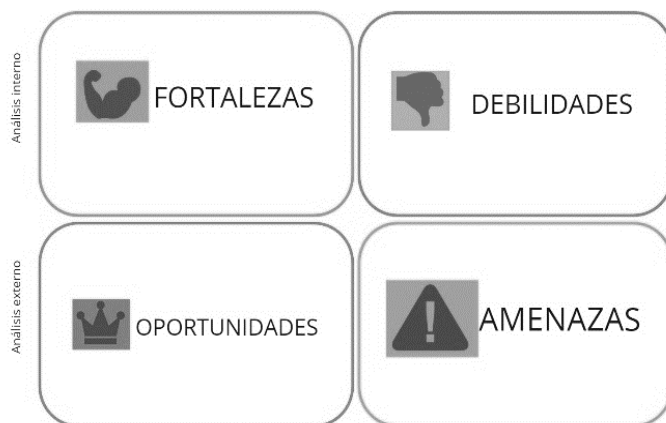 Análisis interno
FORTALEZAS
DEBILIDADES
Análisis externo
OPORTUNIDADES
AMENAZAS